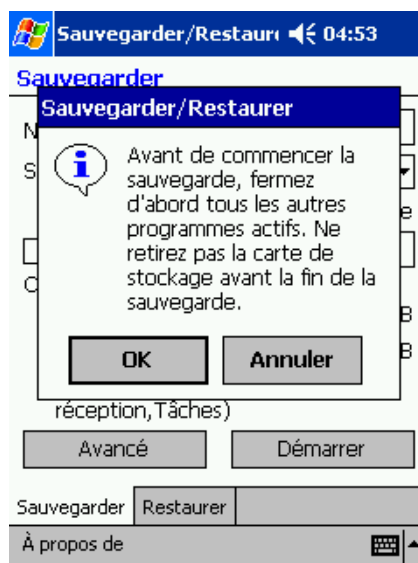 Sauvegarder/Restaur 04:53
Sauvegarder
Sauvegarder/Restaurer
Avant de commencer la
sauvegarde, fermez
d'abord tous les autres
programmes actifs. Ne
retirez pas la carte de
stockage avant la fin de la
sauvegarde.
OK Annuler
réception,Tâches)
Avancé Démarrer
Sauvegarder Restaurer
À propos de